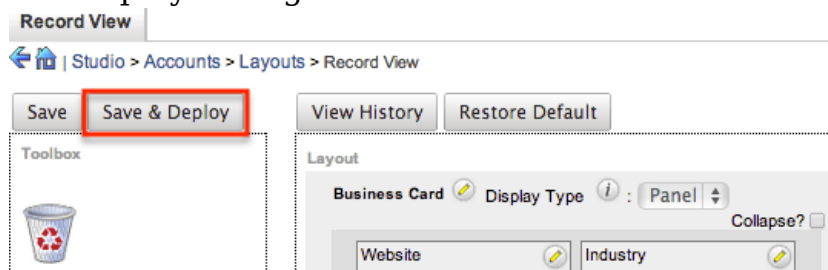 Record View
| Studio > Accounts > Layouts > Record View
Save Save & Deploy View History Restore Default
Toolbox Layout
Business Card Display Type i : Panel
Collapse?
Website Industry